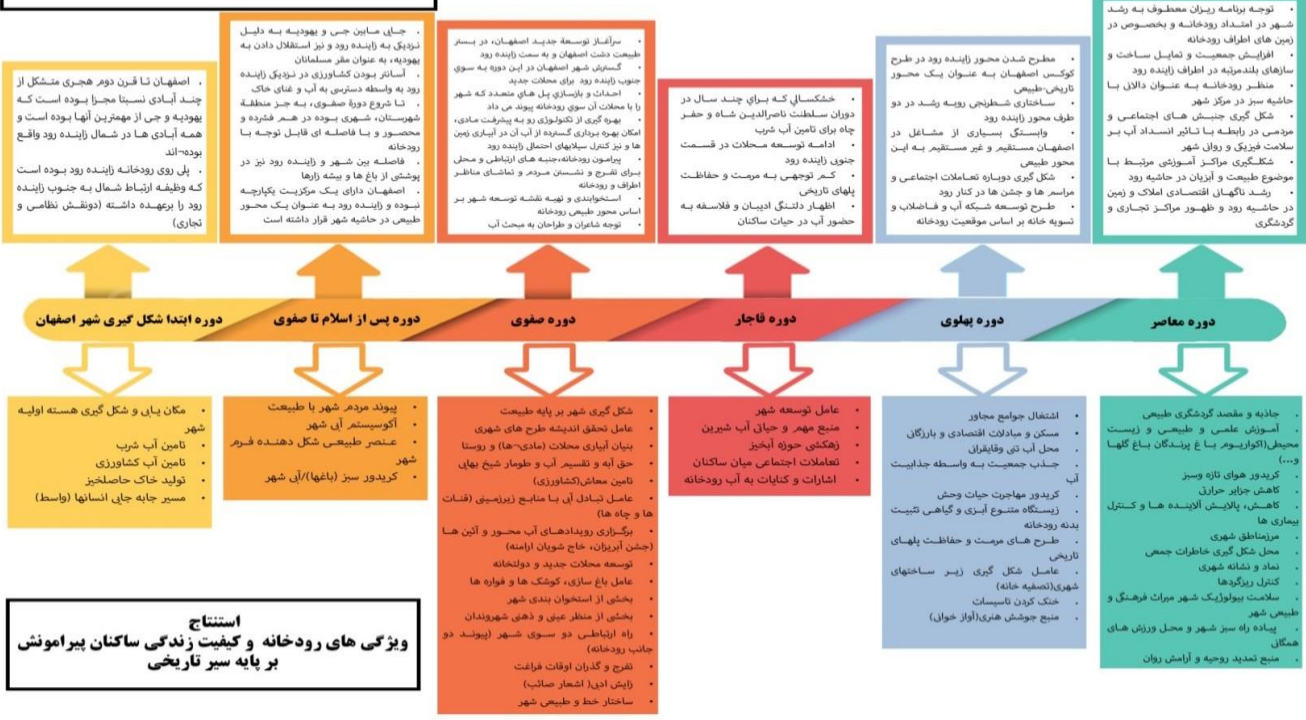 • اصفهان تا قرن دوم هجری متشکل از
چند آبادی نسبتا مجزا بوده است که
یهودیه و جی از مهمترین آنها بوده است و
همه آبادی ها در شمال زاینده رود واقع
بوده¬اند
• پلی روی رودخانه زاینده رود بوده است
که وظیفه ارتباط شمال به جنوب زاینده
رود را برعهده داشته (دونقش نظامی و
تجاری)
• جایی مابین جی و یهودیه به دلیل
نزدیکی به زاینده رود و نیز استقلال دادن به
یهودیه، به عنوان مقر مسلمانان
• آسانتر بودن کشاورزی در نزدیکی زاینده
رود به واسطه دسترسی به آب و غنای خاک
• تا شروع دورهٔ صفوی، به جز منطقهٔ
شهرستان، شهری بوده در هم فشرده و
محصور و با فاصله ای قابل توجه با
رودخانه
• فاصله بین شهر و زاینده رود نیز در
پوششی از باغ ها و بیشه زارها
• اصفهان دارای یک مرکزیت یکپارچه
نبوده و زاینده رود به عنوان یک محور
طبیعی در حاشیه شهر قرار داشته است
• سرآغاز توسعهٔ جدید اصفهان، در بستر
طبیعت دشت اصفهان و به سمت زاینده رود
• گسترش شهر اصفهان در این دوره به سوي
جنوب زاینده رود برای محلات جدید
• احداث و بازسازي پل هاي متعدد که شهر
را با محلات آن سوي رودخانه پیوند می داد
• بهره گیری از تکنولوژی رو به پیشرفت مادی،
امکان بهره برداری گسترده از آب آن در آبیاری زمین
ها و نیز کنترل سیلابهای احتمالی زاینده رود
• پیرامون رودخانه،جنبه های ارتباطی و محلی
برای تفرج و نشستن مردم و تماشای مناظر
اطراف و رودخانه
• استخوابندی و تهیه نقشه توسعه شهر بر
اساس محور طبیعی رودخانه
• توجه شاعران و طراحان به مبحث آب
• خشکسالی که براي چند سال در
دوران سلطنت ناصرالدین شاه و حفر
چاه برای تامین آب شرب
• ادامه توسعه محلات در قسمت
جنوبی زاینده رود
• کم توجهی به مرمت و حفاظت
پلهای تاریخی
• اظهار دلتنگی ادیبان و فلاسفه به
حضور آب در حیات ساکنان
• مطرح شدن محور زاینده رود در طرح
کوکس اصفهان به عنوان یک محور
تاریخی-طبیعی
• ساختاری شطرنجی روبه رشد در دو
طرف محور زاینده رود
• وابستگی بسیاری از مشاغل در
اصفهان مستقیم و غیر مستقیم به این
محور طبیعی
• شکل گیری دوباره تعاملات اجتماعی و
مراسم ها و جشن ها در کنار رود
• طرح توسعه شبکه آب و فاضلاب و
تسویه خانه بر اساس موقعیت رودخانه
• توجه برنامه ریزان معطوف به رشد
شهر در امتداد رودخانه و بخصوص در
زمین های اطراف رودخانه
• افزایش جمعیت و تمایل ساخت و
سازهای بلندمرتبه در اطراف زاینده رود
• منظر رودخانه به عنوان دالانی با
حاشیه سبز در مرکز شهر
• شکل گیری جنبش های اجتماعی و
مردمی در رابطه با تاثیر انسداد آب بر
سلامت فیزیکی و روانی شهر
• شکلگیری مراکز آموزشی مرتبط با
موضوع طبیعت و آبزیان در حاشیه رود
• رشد ناگهانی اقتصادی املاک و زمین
در حاشیه رود و ظهور مراکز تجاری و
گردشگری
دوره ابتدا شکل گیری شهر اصفهان
دوره پس از اسلام تا صفوی
دوره صفوی
دوره قاجار
دوره پهلوی
دوره معاصر
• مکان یابی و شکل گیری هسته اولیه
شهر
• تامین آب شرب
• تامین آب کشاورزی
• تولید خاک حاصلخیز
• مسیر جابه جایی انسانها (واسط)
• پیوند مردم شهر با طبیعت
• آکوسیستم آبی شهر
• عنصر طبیعی شکل دهنده فرم
شهر
• کریدور سبز (باغها)/آبی شهر
• شکل گیری شهر بر پایه طبیعت
• عامل تحقق اندیشه طرح های شهری
• بنیان آبیاری محلات (مادی¬ها) و روستا
• حق آبه و تقسیم آب و طومار شیخ بهایی
• تامین معاش(کشاورزی)
• عامل تبادل آبی با منابع زیرزمینی (قنات
ها و چاه ها)
• برگزاری رویدادهای آب محور و آئین ها
(جشن آبریزان، خاج شویان ارامنه)
• توسعه محلات جدید و دولتخانه
• عامل باغ سازی، کوشک ها و فواره ها
• بخشی از استخوان بندی شهر
• بخشی از منظر عینی و ذهنی شهروندان
• راه ارتباطی دو سوی شهر (پیوند دو
جانب رودخانه)
• تفرج و گذران اوقات فراغت
• زایش ادبی( اشعار صائب)
• ساختار خط و طبیعی شهر
• عامل توسعه شهر
• منبع مهم و حیاتی آب شیرین
• زهکشی حوزه آبخیز
• تعاملات اجتماعی میان ساکنان
• اشارات و کنایات به آب رودخانه
• اشتغال جوامع مجاور
• مسکن و مبادلات اقتصادی و بازرگانی
• محل آب تنی وقایقرانی
• جذب جمعیت به واسطه جذابیت
آب
• کریدور مهاجرت حیات وحش
• زیستگاه متنوع آبزی و گیاهی تثبیت
بدنه رودخانه
• طرح های مرمت و حفاظت پلهای
تاریخی
• عامل شکل گیری زیر ساختهای
شهری(تصفیه خانه)
• خنک کردن تاسیسات
• منبع جوشش هنری(آواز خوانی)
• جاذبه و مقصد گردشگری طبیعی
• آموزش علمی و طبیعی و زیست
محیطی(اکواریوم با غ پرندگان باغ گلها
و...)
• کریدور هوای تازه وسبز
• کاهش جزایر حرارتی
• کاهش، پالایش آلاینده ها و کنترل
بیماری ها
• مرزمناطق شهری
• محل شکل گیری خاطرات جمعی
• نماد و نشانه شهری
• کنترل ریزگردها
• سلامت بیولوژیک شهر میراث فرهنگی و
طبیعی شهر
• پیاده راه سبز شهر و محل ورزش های
همگانی
• منبع تمدید روحیه و آرامش روان
استنتاج
ویژگی های رودخانه و کیفیت زندگی ساکنان پیرامونش
بر پایه سیر تاریخی